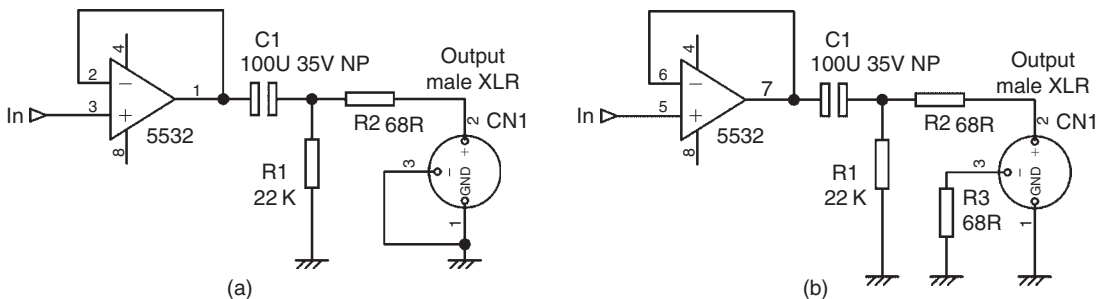 C1
100U 35V NP
Output
male XLR
4
2
−
1
In
3
+
5532
8
R2 68R
2
CN1
+
3
−
GND
1
R1
22 K
(a)
C1
100U 35V NP
Output
male XLR
4
6
−
7
In
5
+
5532
8
R2 68R
2
CN1
+
3
−
GND
1
R1
22 K
R3
68R
(b)